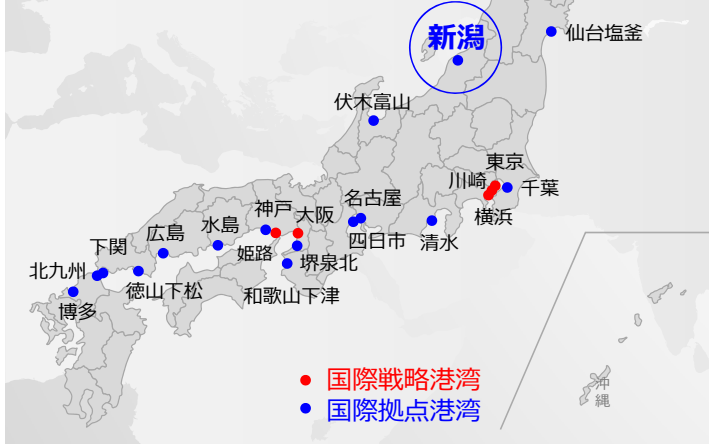 新潟
仙台塩釜
伏木富山
東京
川崎
千葉
横浜
名古屋
神戸
大阪
水島
広島
四日市
清水
下関
姫路
堺泉北
北九州
徳山下松
和歌山下津
博多
国際戦略港湾
国際拠点港湾
沖
縄